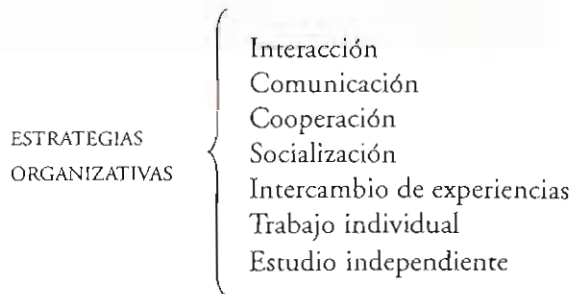 ESTRATEGIAS
ORGANIZATIVAS
Interacción
Comunicación
Cooperación
Socialización
Intercambio de experiencias
Trabajo individual
Estudio independiente